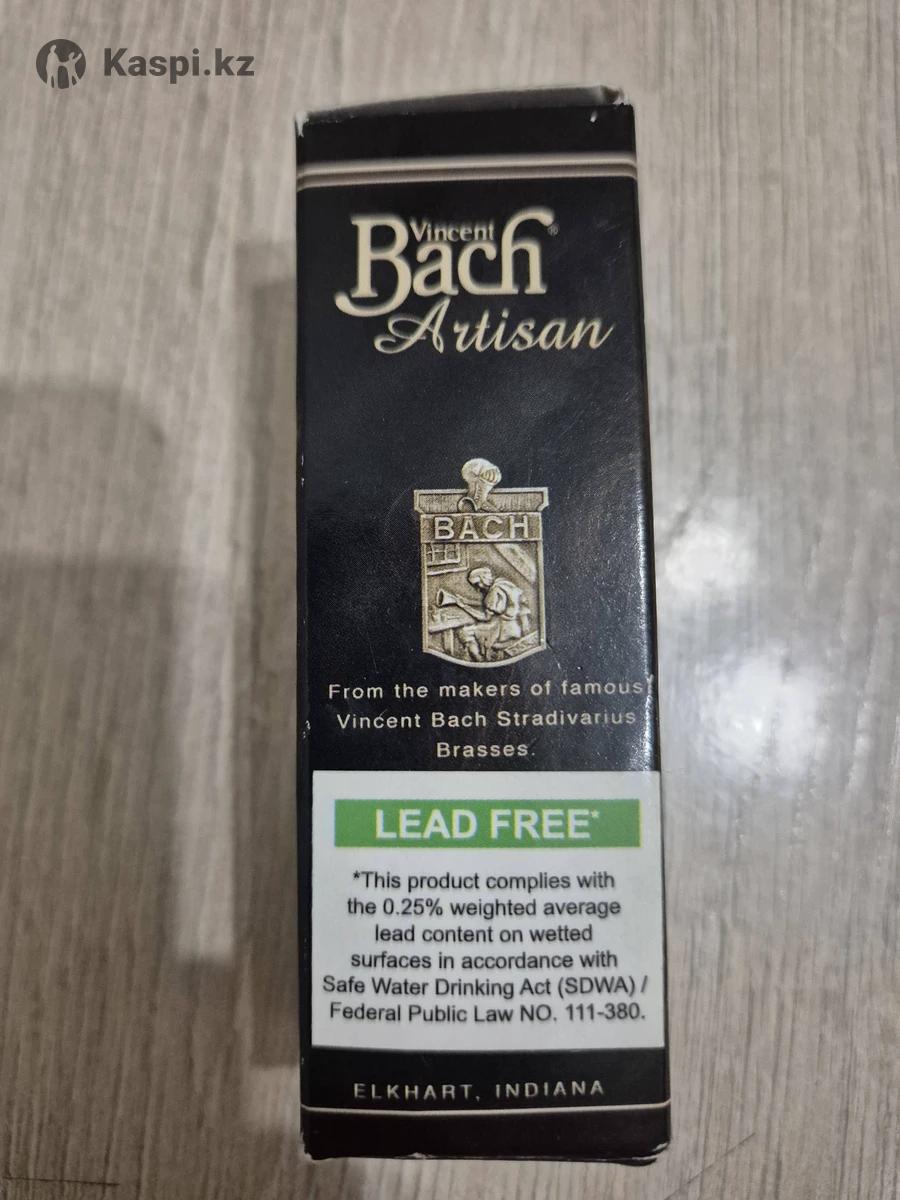 Kaspi.kz
Vincent
Bach®
Artisan
BACH
From the makers of famous
Vincent Bach Stradivarius
Brasses.
LEAD FREE*
*This product complies with
the 0.25% weighted average
lead content on wetted
surfaces in accordance with
Safe Water Drinking Act (SDWA) /
Federal Public Law NO. 111-380.
ELKHART, INDIANA